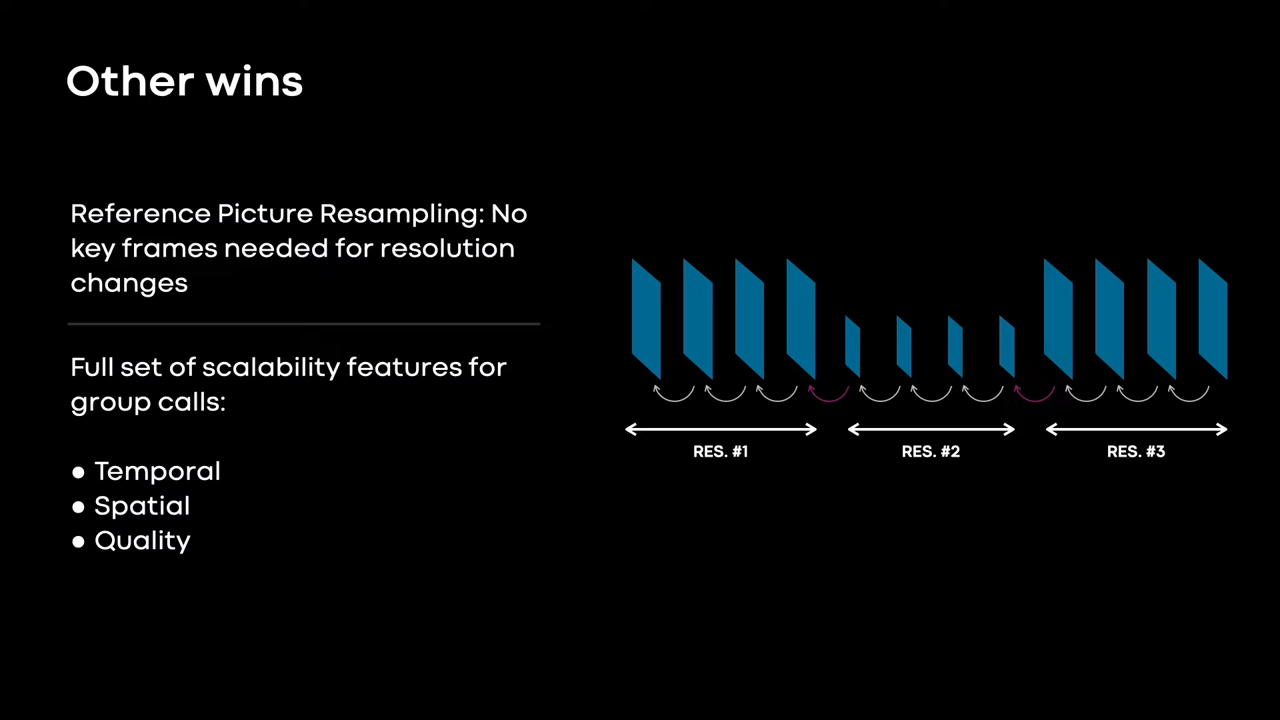 Other wins
Reference Picture Resampling: No
key frames needed for resolution
changes
Full set of scalability features for
group calls:
● Temporal
● Spatial
● Quality
RES. #1
RES. #2
RES. #3